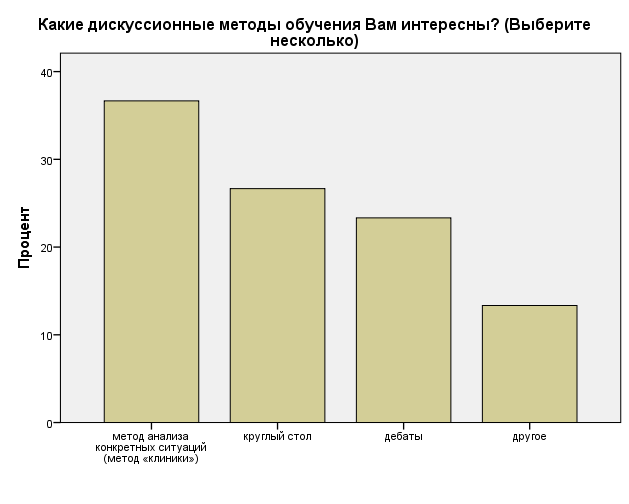 Какие дискуссионные методы обучения Вам интересны? (Выберите
несколько)
40
30
20
10
0
Процент
метод анализа
конкретных ситуаций
(метод «клиники»)
круглый стол
дебаты
другое